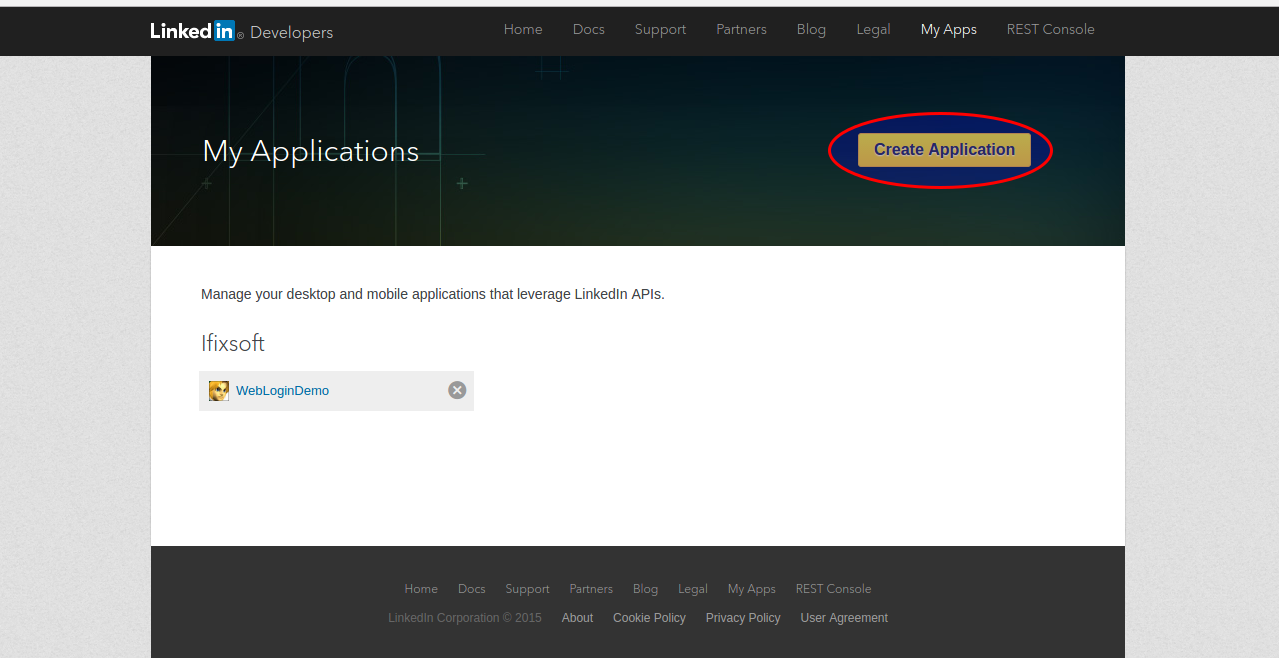 Linked in ® Developers Home Docs Support Partners Blog Legal My Apps REST Console
My Applications
Create Application
Manage your desktop and mobile applications that leverage LinkedIn APIs.
Ifixsoft
WebLoginDemo
Home Docs Support Partners Blog Legal My Apps REST Console
LinkedIn Corporation © 2015 About Cookie Policy Privacy Policy User Agreement